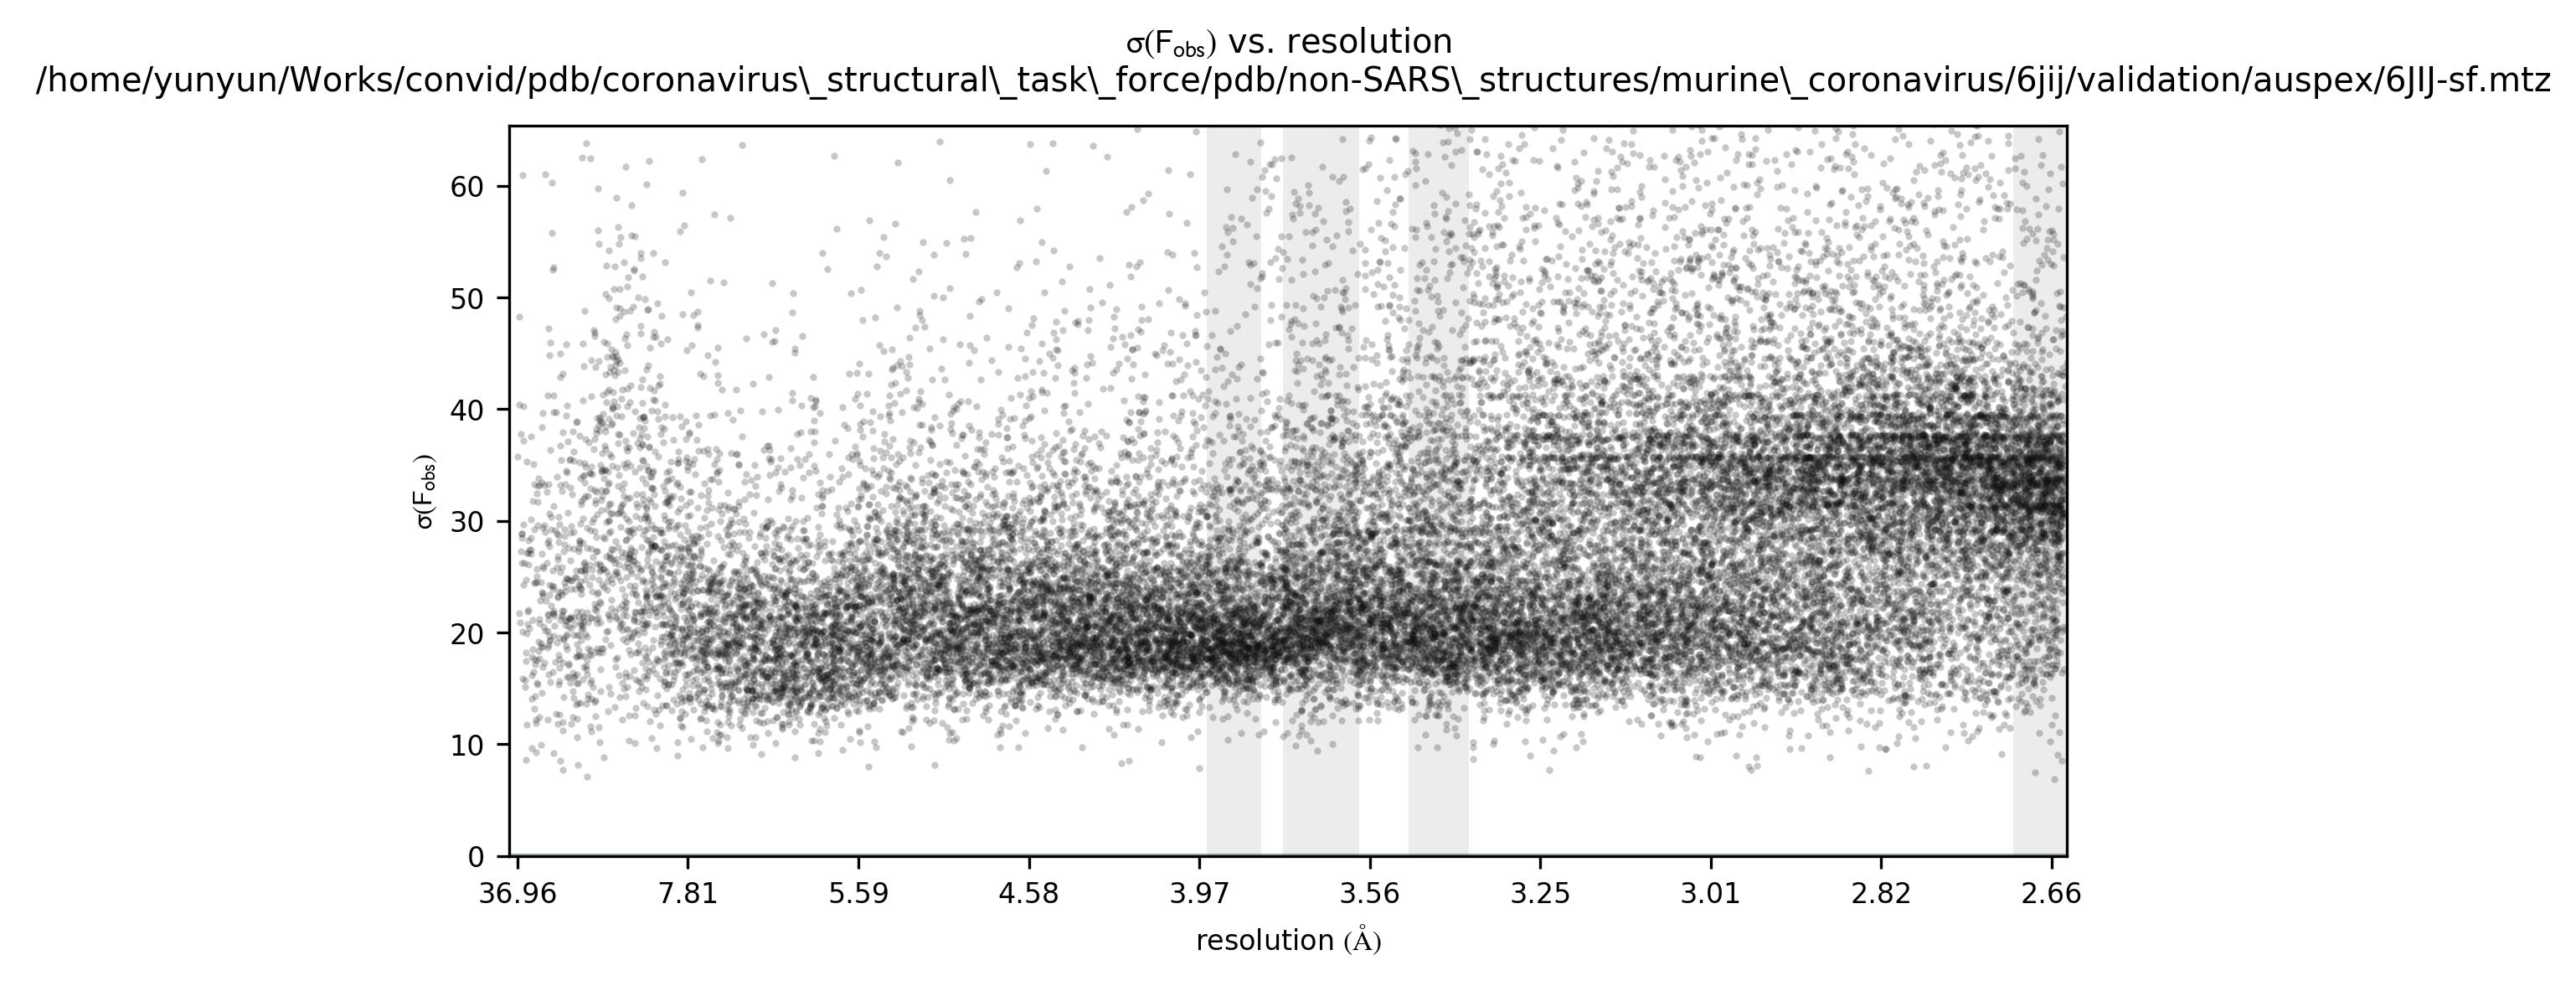 σ(Fobs) vs. resolution
/home/yunyun/Works/convid/pdb/coronavirus\_structural\_task\_force/pdb/non-SARS\_structures/murine\_coronavirus/6jij/validation/auspex/6JIJ-sf.mtz
σ(Fobs)
60
50
40
30
20
10
0
36.96 7.81 5.59 4.58 3.97 3.56 3.25 3.01 2.82 2.66
resolution (Å)